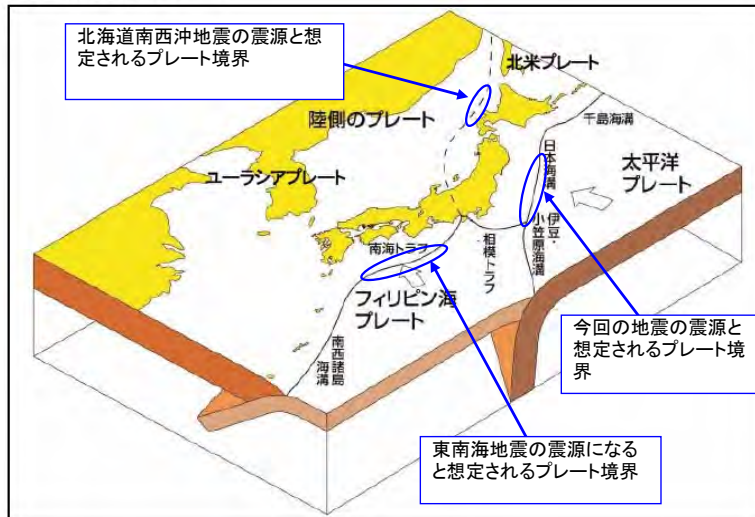 北海道南西沖地震の震源と想
定されるプレート境界
北米プレート
陸側のプレート
千島海溝
日本海溝
太平洋
プレート
ユーラシアプレート
伊豆・
小笠原海溝
南海トラフ
相模トラフ
フィリピン海
プレート
南西諸島
海溝
今回の地震の震源と
想定されるプレート境
界
東南海地震の震源になる
と想定されるプレート境界